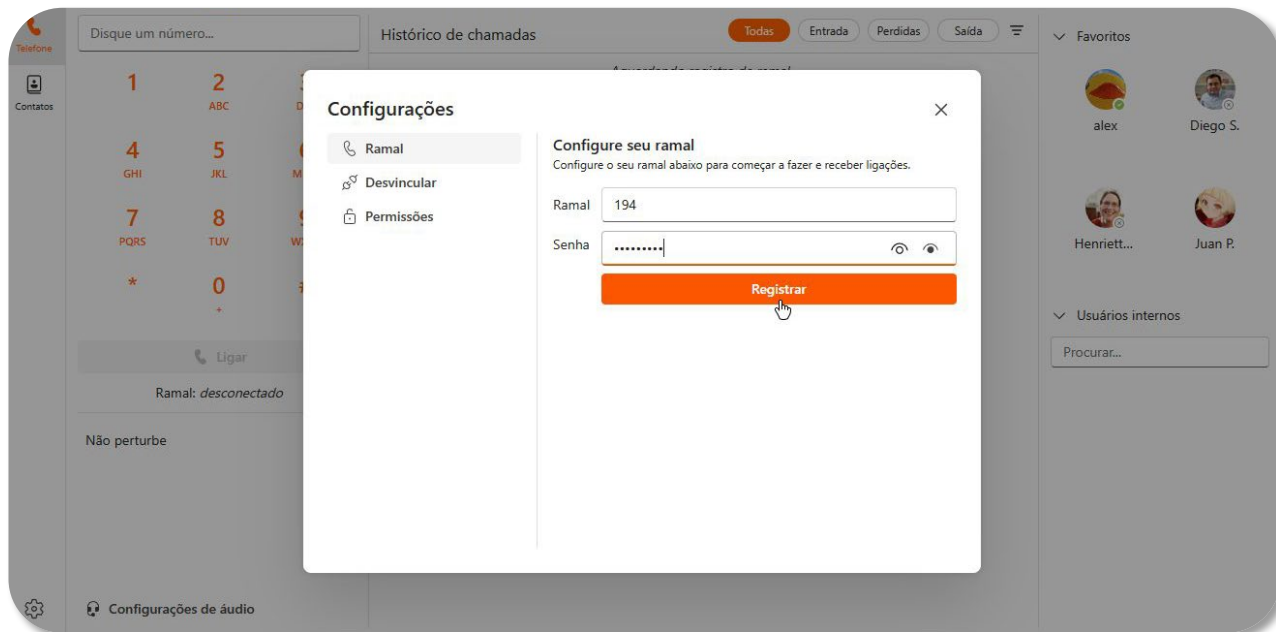 Telefone
Contatos
Disque um número...
1
2
ABC
4
GHI
5
JKL
7
PQRS
8
TUV
*
0
+
Ligar
Ramal: desconectado
Não perturbe
Configurações de áudio
Histórico de chamadas
Todas
Entrada
Perdidas
Saída
Configurações
Ramal
Desvincular
Permissões
Configure seu ramal
Configure o seu ramal abaixo para começar a fazer e receber ligações.
Ramal
194
Senha
•••••••••
Registrar
Favoritos
alex
Diego S.
Henriett...
Juan P.
Usuários internos
Procurar...